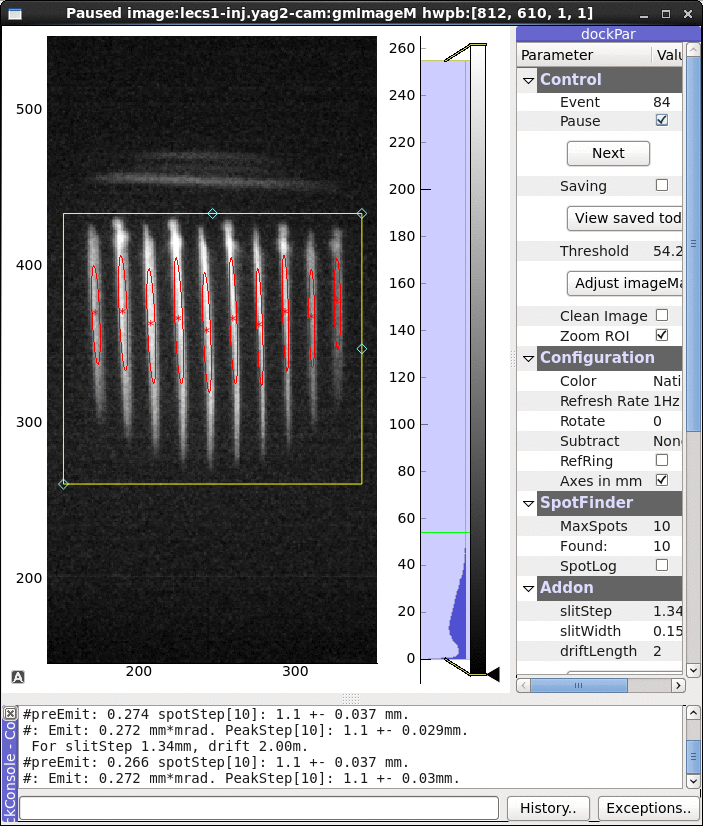 Paused image:lecs1-inj.yag2-cam:gmImageM hwpb:[812, 610, 1, 1]
500
400
300
200
200
300
A
260
240
220
200
180
160
140
120
100
80
60
40
20
0
dockPar
Parameter Valu
Control
Event 84
Pause
Next
Saving
View saved tod
Threshold 54.2
Adjust imageMa
Clean Image
Zoom ROI
Configuration
Color Nati
Refresh Rate 1Hz
Rotate 0
Subtract Non
RefRing
Axes in mm
SpotFinder
MaxSpots 10
Found: 10
SpotLog
Addon
slitStep 1.34
slitWidth 0.15
driftLength 2
ckConsole - Co
#preEmit: 0.274 spotStep[10]: 1.1 +- 0.037 mm.
#: Emit: 0.272 mm*mrad. PeakStep[10]: 1.1 +- 0.029mm.
For slitStep 1.34mm, drift 2.00m.
#preEmit: 0.266 spotStep[10]: 1.1 +- 0.037 mm.
#: Emit: 0.272 mm*mrad. PeakStep[10]: 1.1 +- 0.03mm.
History..
Exceptions..